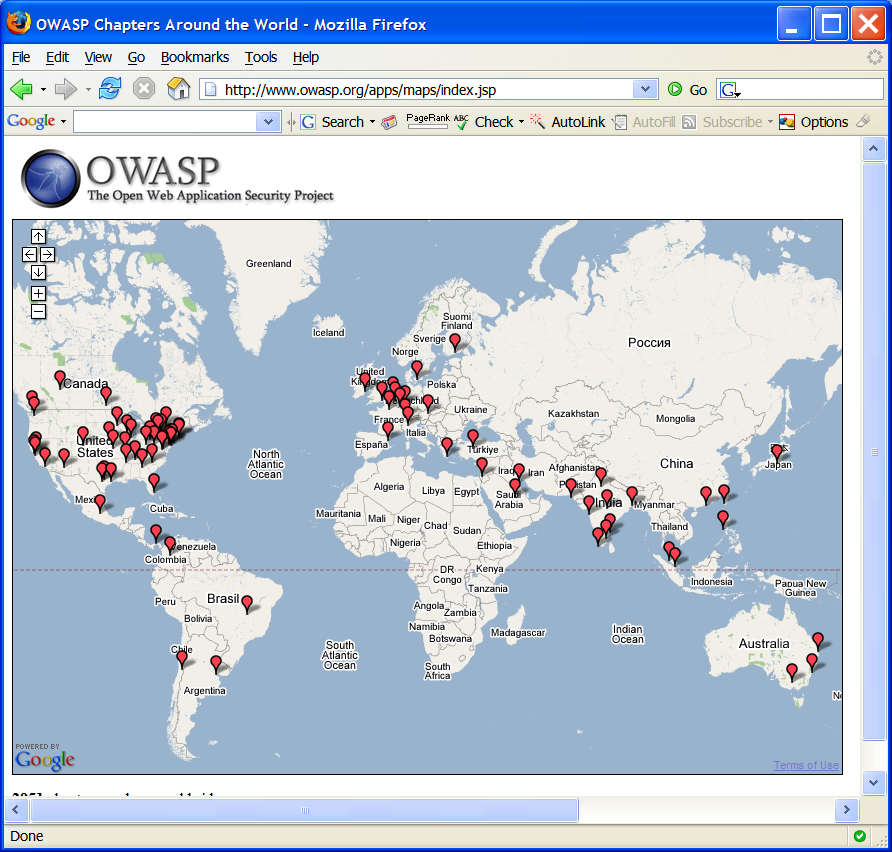 OWASP Chapters Around the World - Mozilla Firefox
File Edit View Go Bookmarks Tools Help
http://www.owasp.org/apps/maps/index.jsp Go G
Google Search PageRank ABC Check AutoLink AutoFill Subscribe Options
OWASP
The Open Web Application Security Project
Greenland
Suomi
Finland
Iceland
Sverige
Norge
Россия
United
Canada
Polska
Ukraine
Kazakhstan
Mongolia
France
Italia
United
States
España
Türkiye
China
North
Atlantic
Ocean
Iraq
Iran
Afghanistan
Japan
Algeria
Libya
Egypt
Saudi
Arabia
Pakistan
India
Myanmar
Cuba
Mauritania
Mali
Niger
Chad
Sudan
Thailand
Nigeria
Ethiopia
Venezuela
Colombia
DR
Congo
Kenya
Indonesia
Papua New
Guinea
Tanzania
Peru
Brasil
Angola
Zambia
Bolivia
Namibia
Botswana
Madagascar
Indian
Ocean
South
Atlantic
Ocean
Australia
Chile
South
Africa
Argentina
POWERED BY
Google
Terms of Use
Done